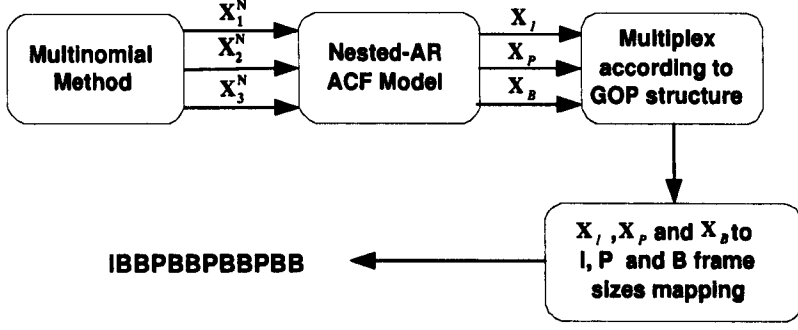 Multinomial
Method
X₁ᴺ
X₂ᴺ
X₃ᴺ
Nested-AR
ACF Model
X_I
X_P
X_B
Multiplex
according to
GOP structure
X_I ,X_P and X_B to
I, P and B frame
sizes mapping
IBBPBBPBBPBB